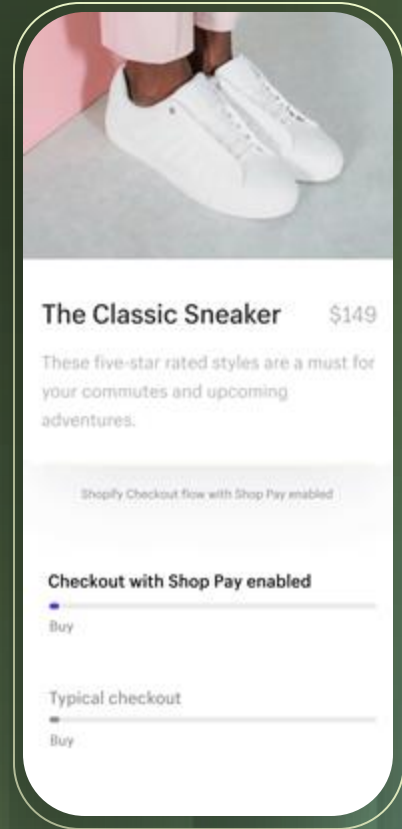 The Classic Sneaker $149
These five-star rated styles are a must for
your commutes and upcoming
adventures.
Shopify Checkout flow with Shop Pay enabled
Checkout with Shop Pay enabled
Buy
Typical checkout
Buy